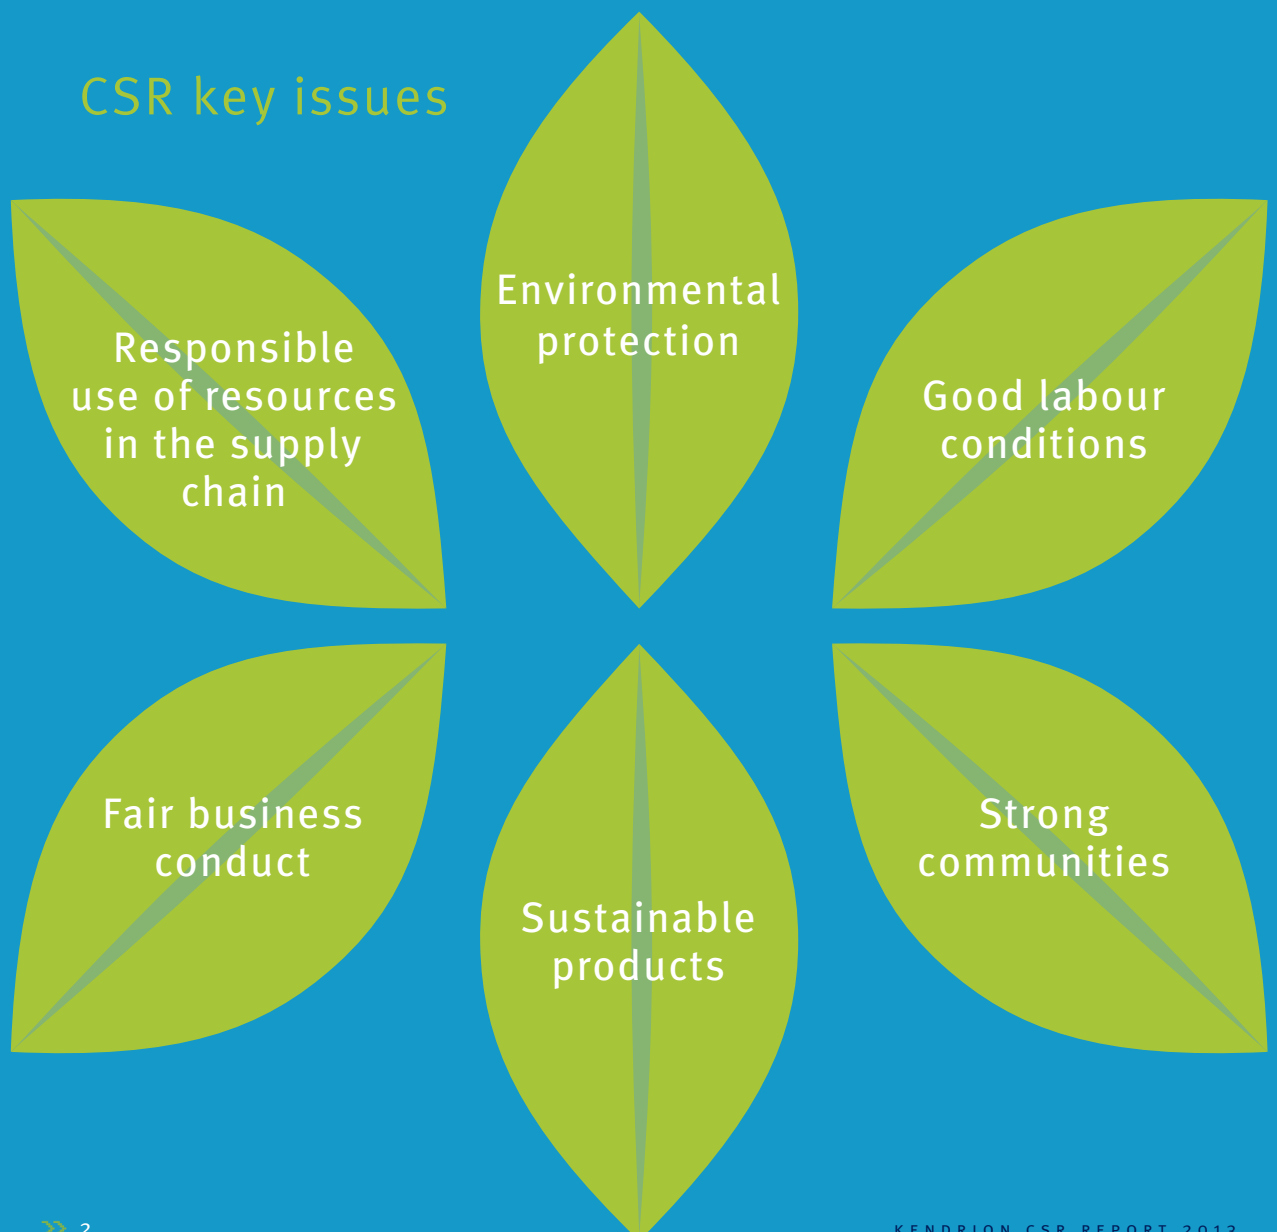 CSR key issues
Environmental
protection
Responsible
use of resources
in the supply
chain
Good labour
conditions
Fair business
conduct
Strong
communities
Sustainable
products
2
KENDRION CSR REPORT 2013